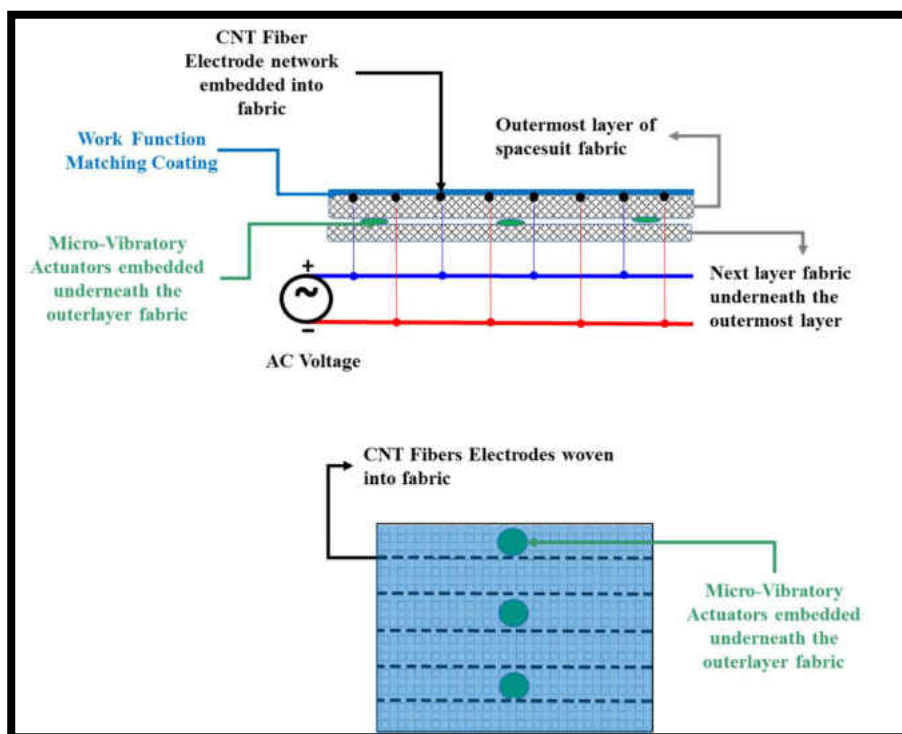 CNT Fiber
Electrode network
embedded into
fabric
Outermost layer of
spacesuit fabric
Work Function
Matching Coating
Micro-Vibratory
Actuators embedded
underneath the
outerlayer fabric
+
~
−
AC Voltage
Next layer fabric
underneath the
outermost layer
CNT Fibers Electrodes woven
into fabric
Micro-Vibratory
Actuators embedded
underneath the
outerlayer fabric